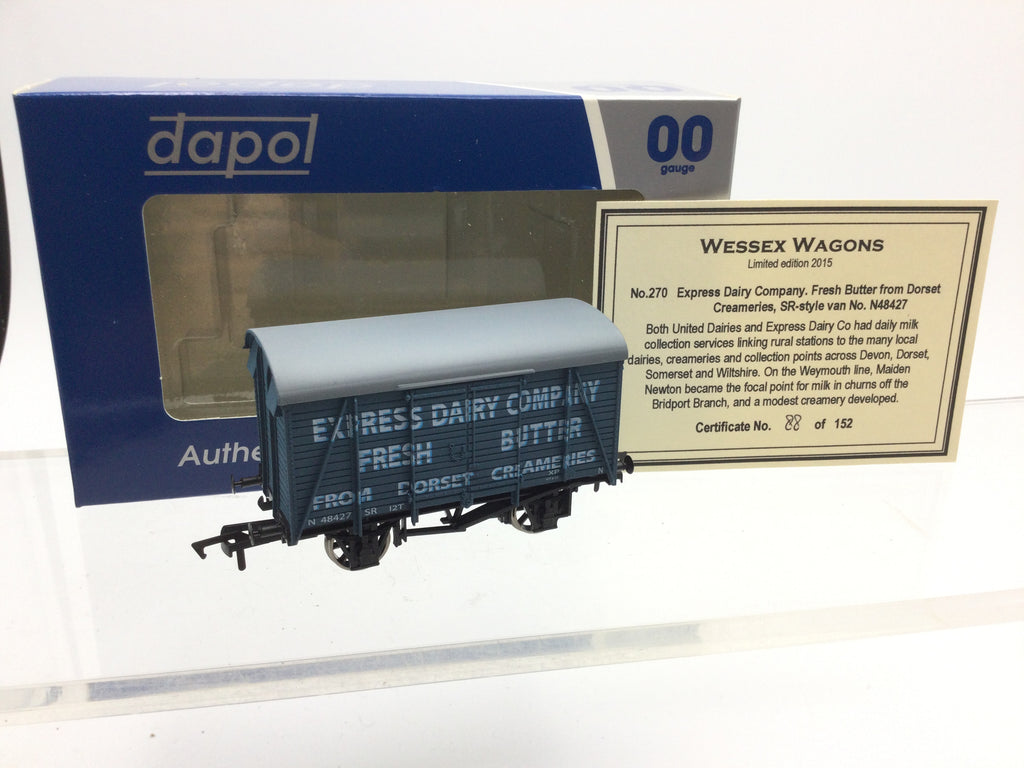 dapol
00
gauge
Authe
WESSEX WAGONS
Limited edition 2015
No.270 Express Dairy Company. Fresh Butter from Dorset
Creameries, SR-style van No. N48427
Both United Dairies and Express Dairy Co had daily milk
collection services linking rural stations to the many local
dairies, creameries and collection points across Devon, Dorset,
Somerset and Wiltshire. On the Weymouth line, Maiden
Newton became the focal point for milk in churns off the
Bridport Branch, and a modest creamery developed.
Certificate No. 88 of 152
EXPRESS DAIRY COMPANY
FRESH BUTTER
FROM DORSET CREAMERIES
N 48427 SR 12T
XP N